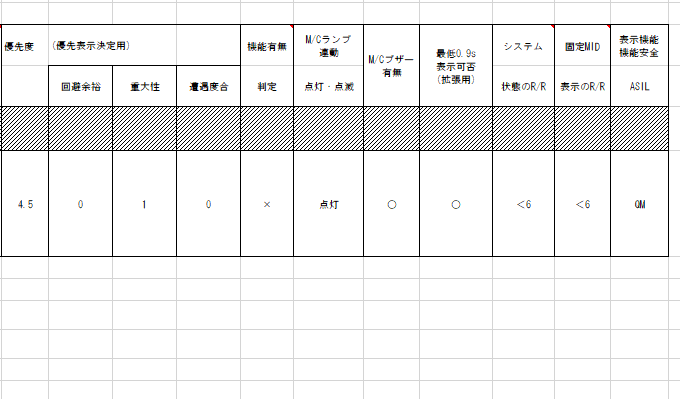 優先度
(優先表示決定用)
回避余裕
重大性
遭遇度合
機能有無
判定
M/Cランプ
連動
点灯・点滅
M/Cブザー
有無
最低0.9s
表示可否
(拡張用)
システム
状態のR/R
固定MID
表示のR/R
表示機能
機能安全
ASIL
4.5
0
1
0
×
点灯
○
○
<6
<6
QM